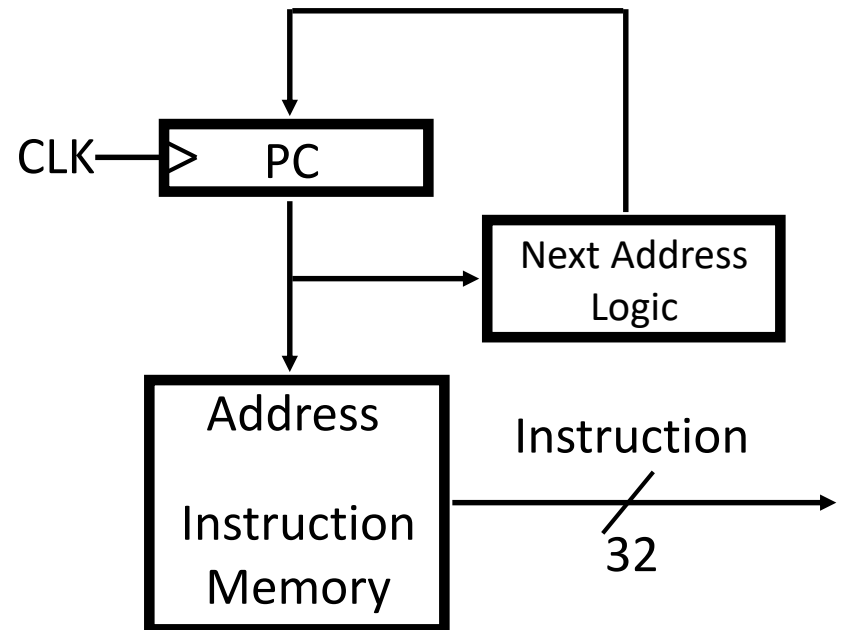 CLK
PC
Next Address
Logic
Address
Instruction
Memory
Instruction
32